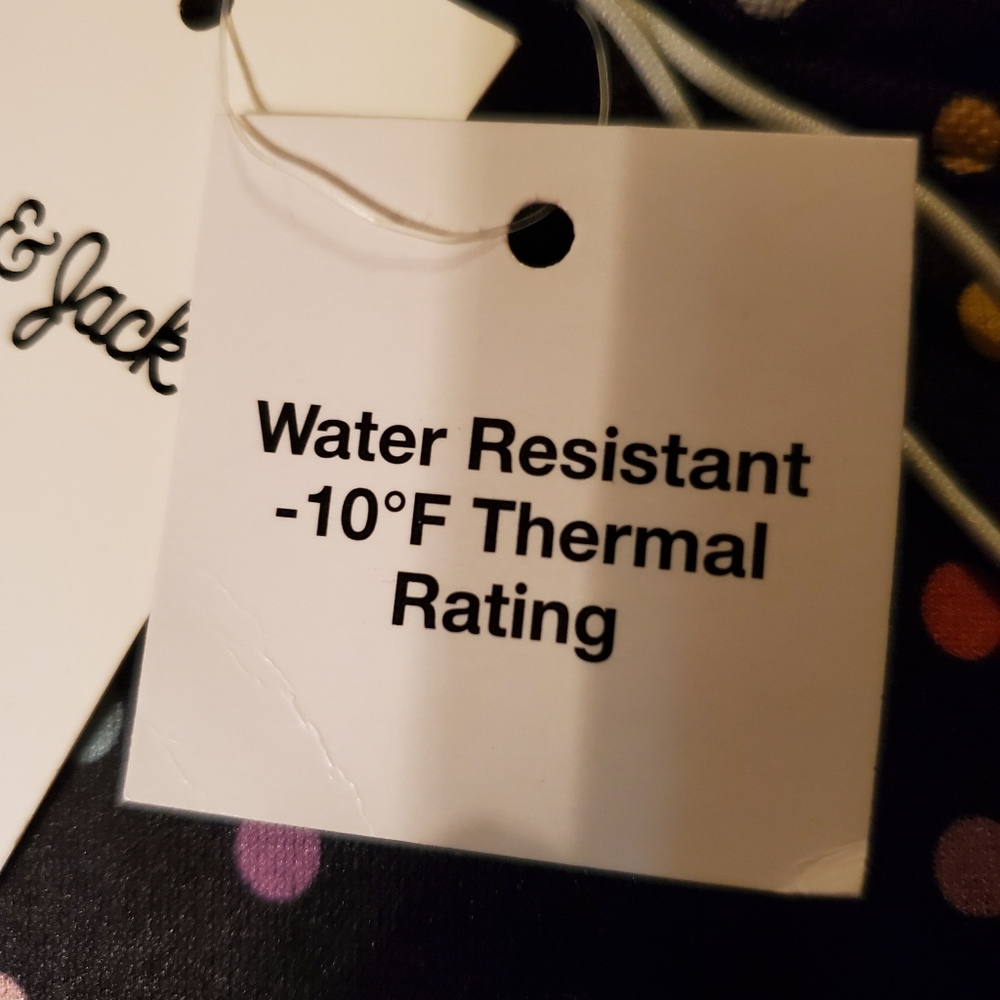 & Jack
Water Resistant
-10°F Thermal
Rating